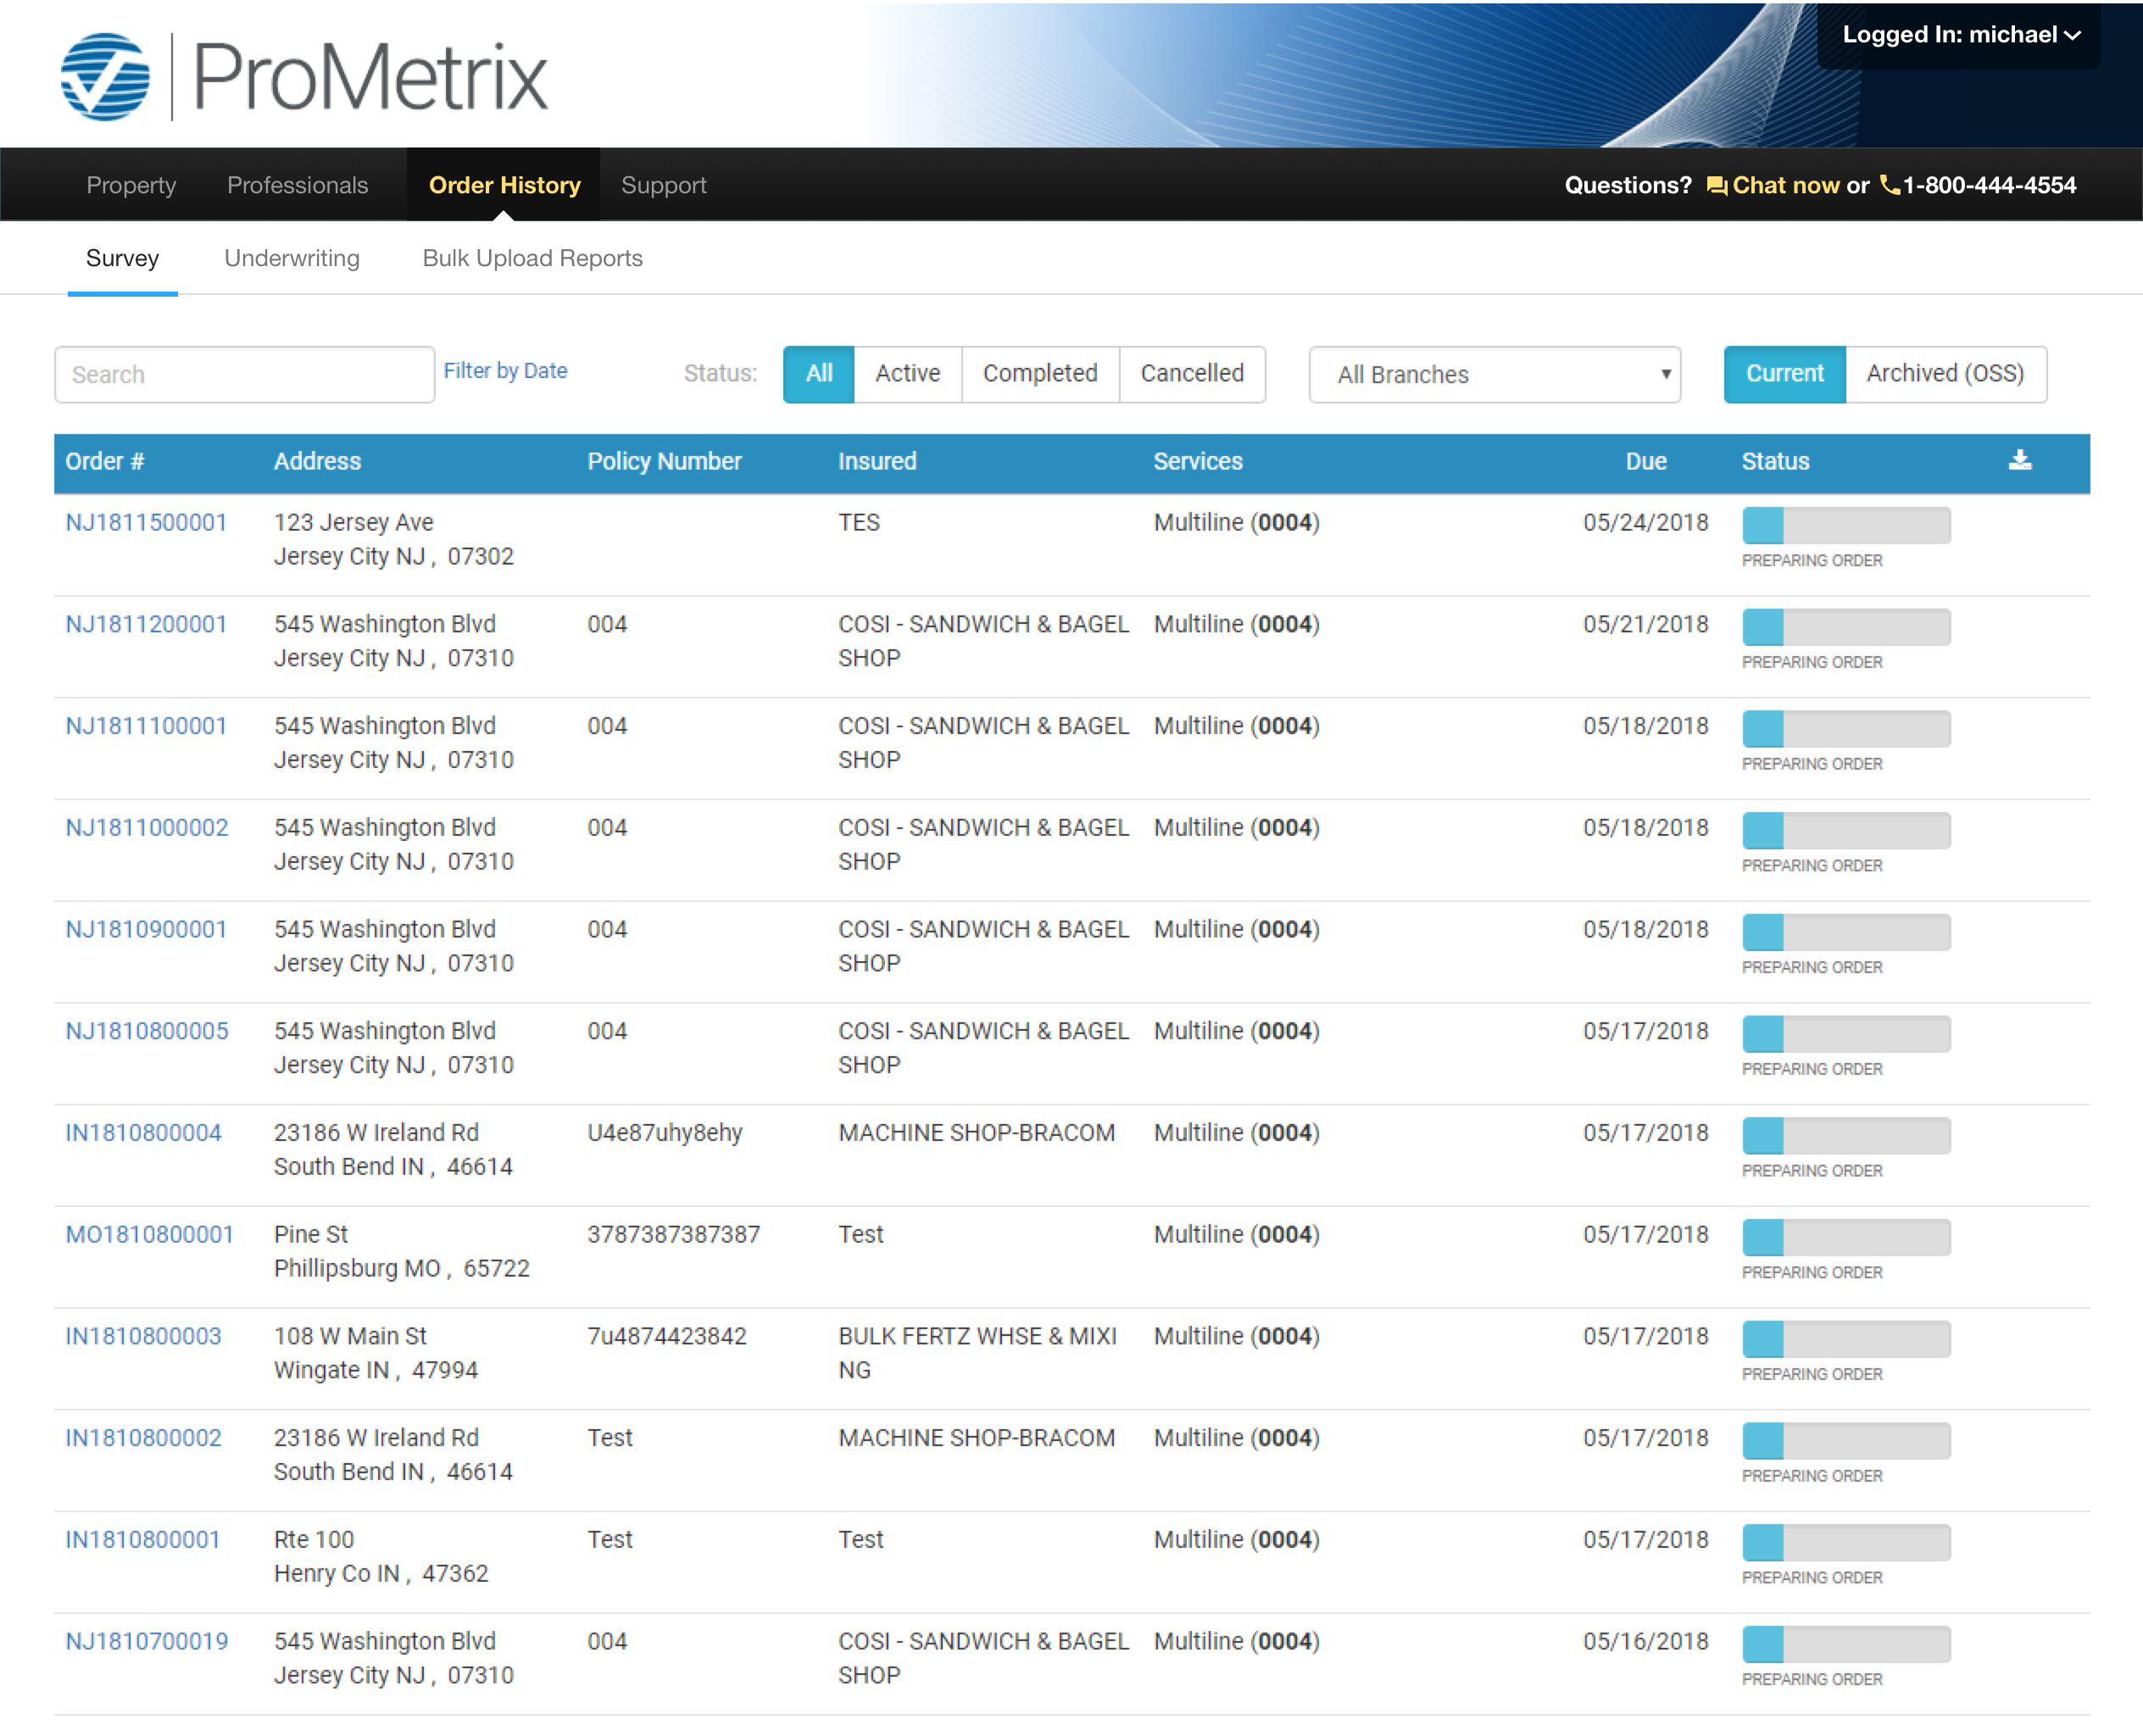 ProMetrix
Logged In: michael
Property Professionals Order History Support Questions? Chat now or 1-800-444-4554
Survey Underwriting Bulk Upload Reports
Search Filter by Date Status: All Active Completed Cancelled All Branches Current Archived (OSS)
Order # Address Policy Number Insured Services Due Status
NJ1811500001 123 Jersey Ave TES Multiline (0004) 05/24/2018
Jersey City NJ , 07302
PREPARING ORDER
NJ1811200001 545 Washington Blvd 004 COSI - SANDWICH & BAGEL Multiline (0004) 05/21/2018
Jersey City NJ , 07310 SHOP
PREPARING ORDER
NJ1811100001 545 Washington Blvd 004 COSI - SANDWICH & BAGEL Multiline (0004) 05/18/2018
Jersey City NJ , 07310 SHOP
PREPARING ORDER
NJ1811000002 545 Washington Blvd 004 COSI - SANDWICH & BAGEL Multiline (0004) 05/18/2018
Jersey City NJ , 07310 SHOP
PREPARING ORDER
NJ1810900001 545 Washington Blvd 004 COSI - SANDWICH & BAGEL Multiline (0004) 05/18/2018
Jersey City NJ , 07310 SHOP
PREPARING ORDER
NJ1810800005 545 Washington Blvd 004 COSI - SANDWICH & BAGEL Multiline (0004) 05/17/2018
Jersey City NJ , 07310 SHOP
PREPARING ORDER
IN1810800004 23186 W Ireland Rd U4e87uhy8ehy MACHINE SHOP-BRACOM Multiline (0004) 05/17/2018
South Bend IN , 46614
PREPARING ORDER
MO1810800001 Pine St 3787387387387 Test Multiline (0004) 05/17/2018
Phillipsburg MO , 65722
PREPARING ORDER
IN1810800003 108 W Main St 7u4874423842 BULK FERTZ WHSE & MIXI Multiline (0004) 05/17/2018
Wingate IN , 47994 NG
PREPARING ORDER
IN1810800002 23186 W Ireland Rd Test MACHINE SHOP-BRACOM Multiline (0004) 05/17/2018
South Bend IN , 46614
PREPARING ORDER
IN1810800001 Rte 100 Test Test Multiline (0004) 05/17/2018
Henry Co IN , 47362
PREPARING ORDER
NJ1810700019 545 Washington Blvd 004 COSI - SANDWICH & BAGEL Multiline (0004) 05/16/2018
Jersey City NJ , 07310 SHOP
PREPARING ORDER